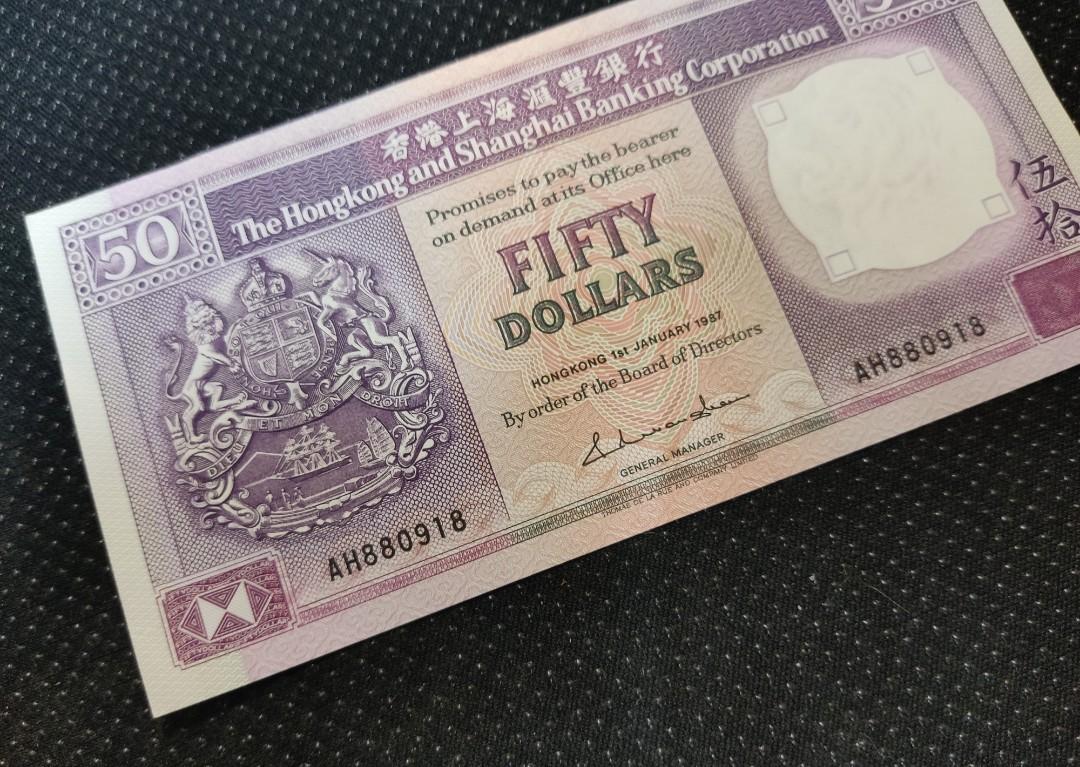 香港上海滙豐銀行
The Hongkong and Shanghai Banking Corporation
50
Promises to pay the bearer
on demand at its Office here
FIFTY
DOLLARS
HONGKONG 1st JANUARY 1987
By order of the Board of Directors
GENERAL MANAGER
THOMAS DE LA RUE AND COMPANY LIMITED
伍
拾
AH880918
AH880918
DIEU ET MON DROIT